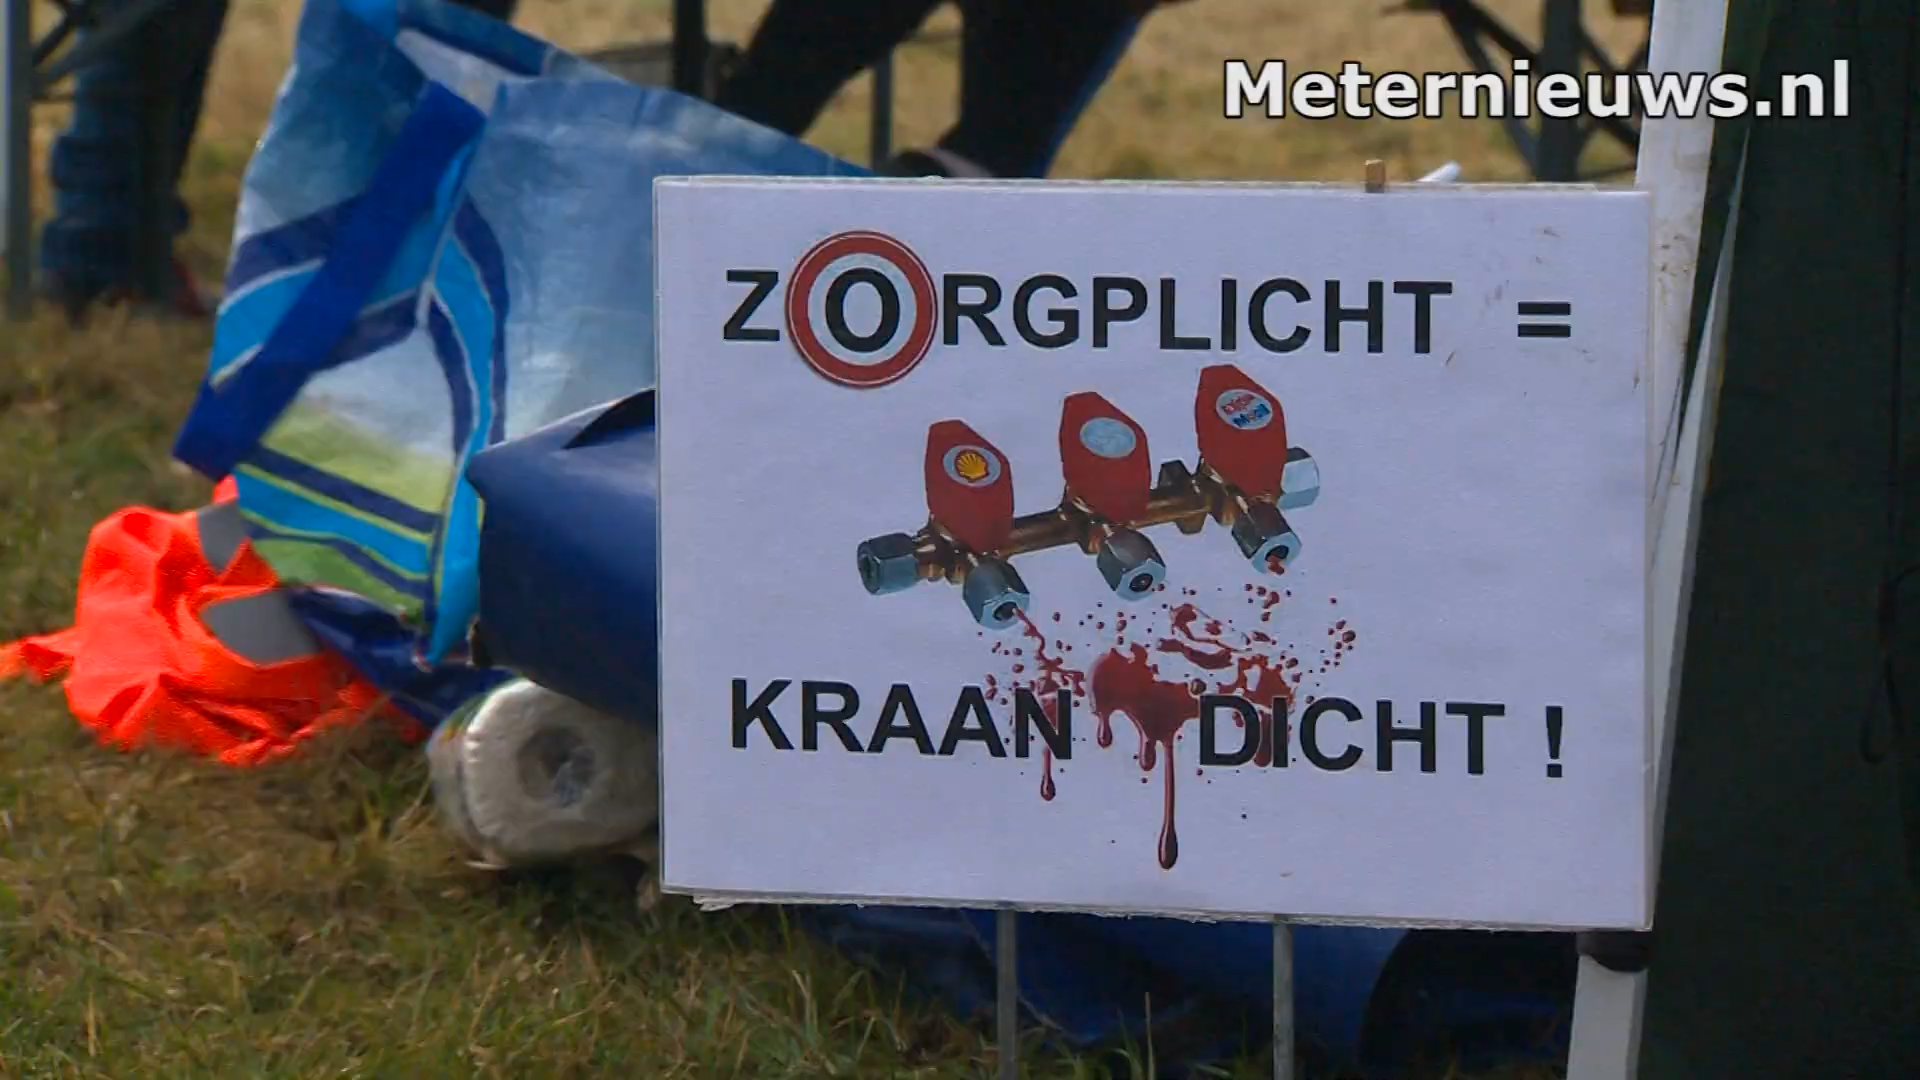 Meternieuws.nl
ZORGPLICHT =
KRAAN DICHT !